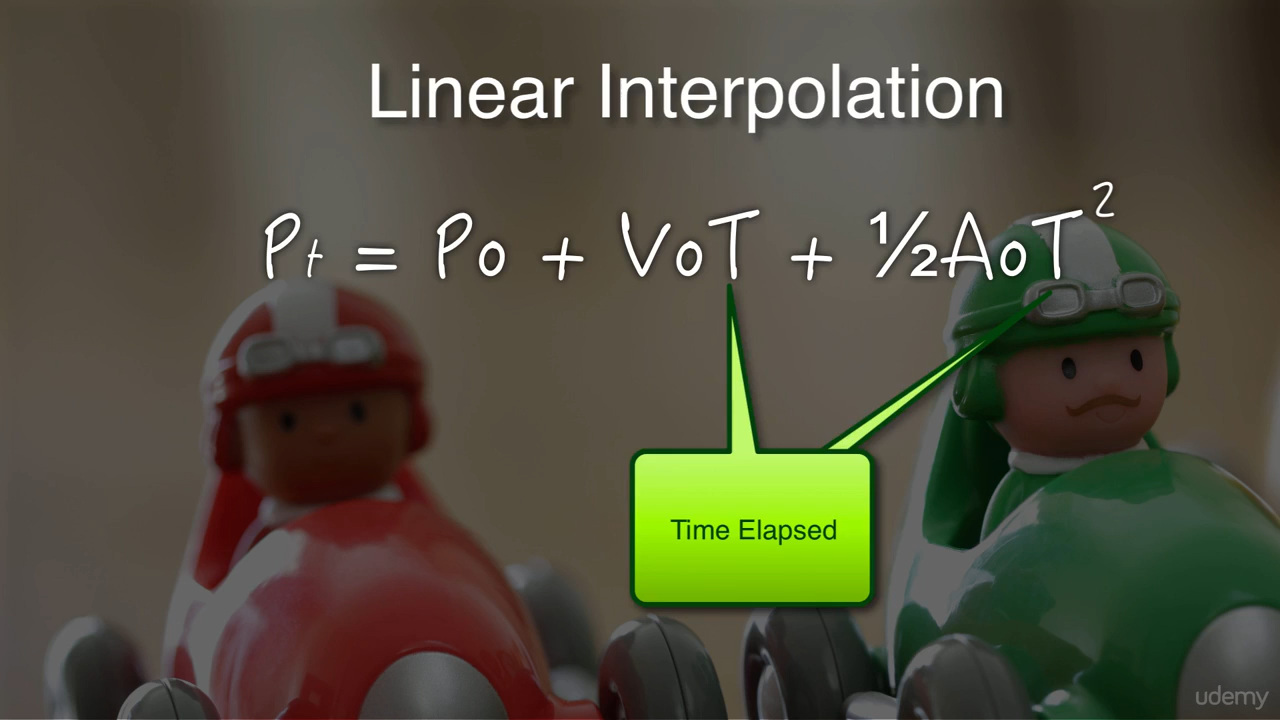 Linear Interpolation
Pt = Po + VoT + ½AoT²
Time Elapsed
udemy